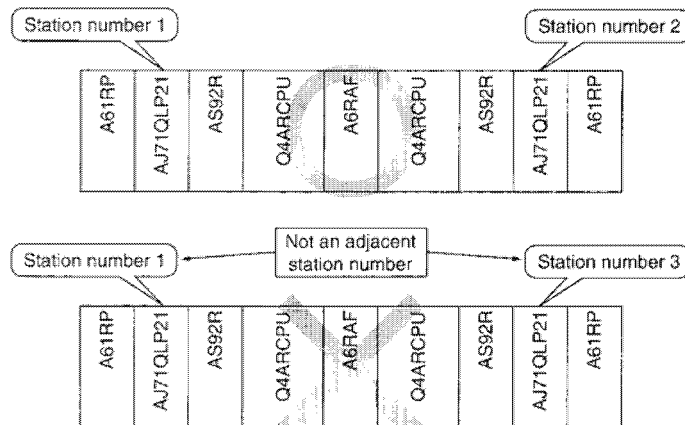 Station number 1
Station number 2
A61RP
AJ71QLP21
AS92R
Q4ARCPU
A6RAF
Q4ARCPU
AS92R
AJ71QLP21
A61RP
Not an adjacent
station number
Station number 1
Station number 3
A61RP
AJ71QLP21
AS92R
Q4ARCPU
A6RAF
Q4ARCPU
AS92R
AJ71QLP21
A61RP